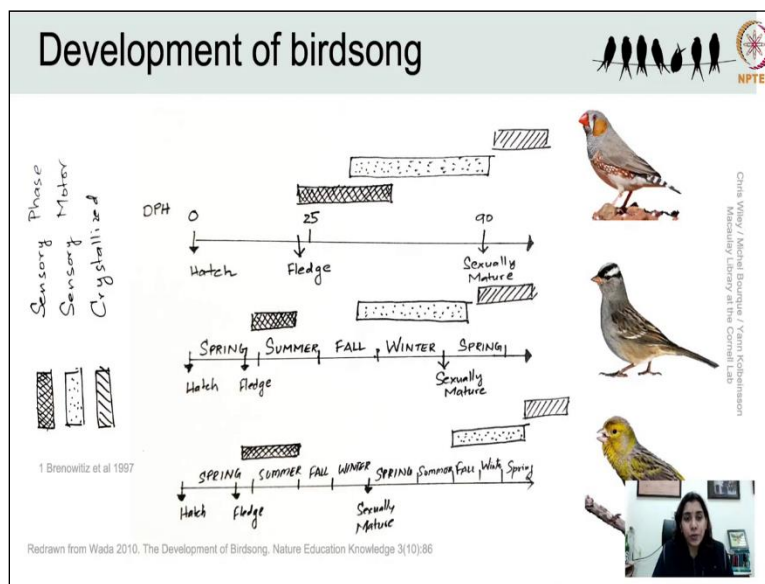 Development of birdsong
NPTE
Sensory Phase
Sensory Motor
Crystallized
DPH 0 25 90
Hatch Fledge Sexually
Mature
SPRING SUMMER FALL WINTER SPRING
Hatch Fledge Sexually
Mature
SPRING SUMMER FALL WINTER SPRING Summer FALL Wintr Spring
Hatch Fledge Sexually
Mature
Chris Wiley / Michel Bourque / Yann Kolbeinsson
Macaulay Library at the Cornell Lab
1 Brenowitiz et al 1997
Redrawn from Wada 2010. The Development of Birdsong. Nature Education Knowledge 3(10):86